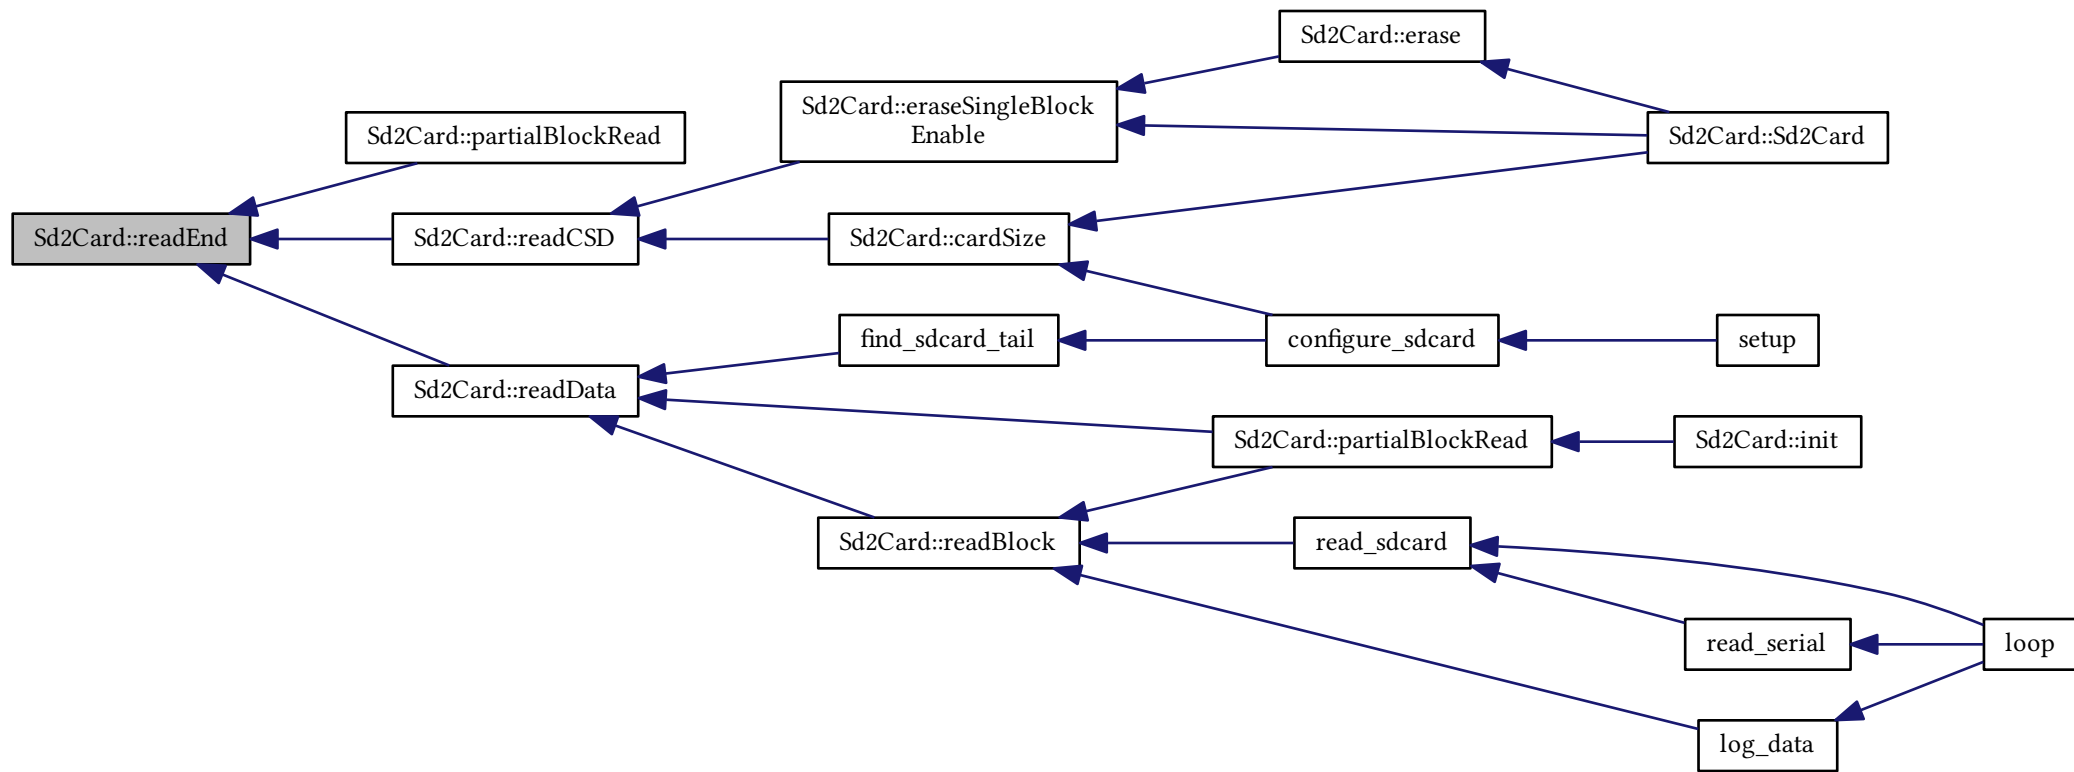 Sd2Card::erase
Sd2Card::eraseSingleBlock
Enable
Sd2Card::partialBlockRead
Sd2Card::Sd2Card
Sd2Card::readEnd
Sd2Card::readCSD
Sd2Card::cardSize
find_sdcard_tail
configure_sdcard
setup
Sd2Card::readData
Sd2Card::partialBlockRead
Sd2Card::init
Sd2Card::readBlock
read_sdcard
read_serial
loop
log_data